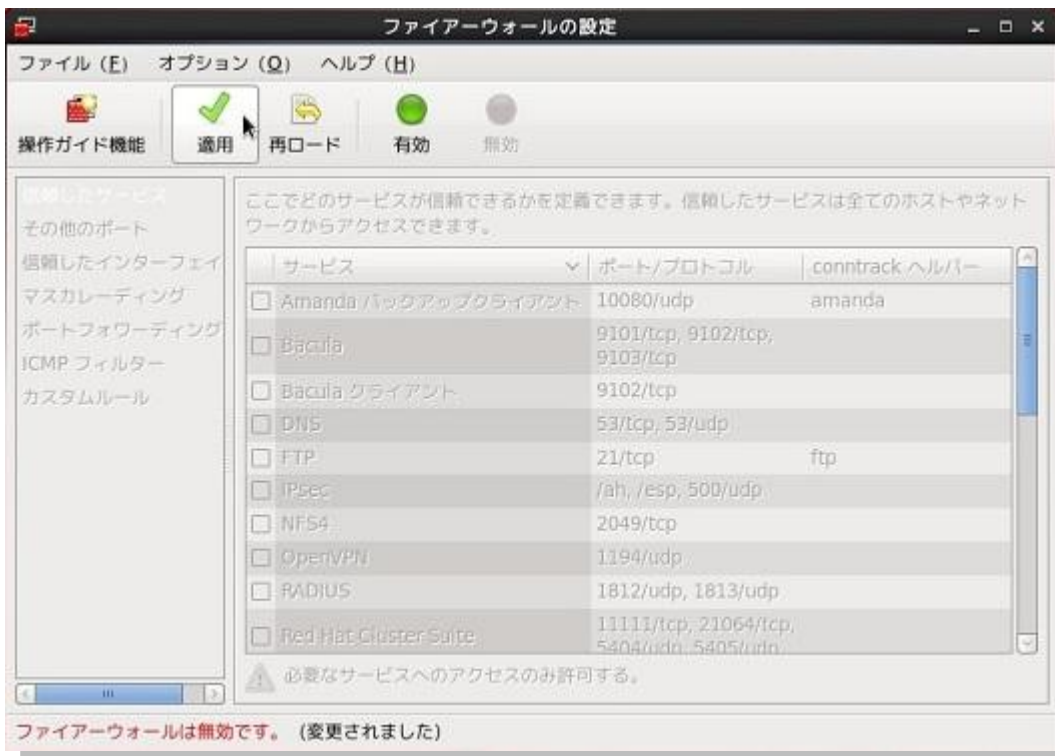 ファイアーウォールの設定
ファイル (F) オプション (O) ヘルプ (H)
操作ガイド機能 適用 再ロード 有効 無効
信頼したサービス
その他のポート
信頼したインターフェイ
マスカレーディング
ポートフォワーディング
ICMP フィルター
カスタムルール
ここでどのサービスが信頼できるかを定義できます。信頼したサービスは全てのホストやネット
ワークからアクセスできます。
サービス ポート/プロトコル conntrack ヘルパー
Amanda バックアップクライアント 10080/udp amanda
Bacula 9101/tcp, 9102/tcp,
9103/tcp
Bacula クライアント 9102/tcp
DNS 53/tcp, 53/udp
FTP 21/tcp ftp
IPsec /ah, /esp, 500/udp
NFS4 2049/tcp
OpenVPN 1194/udp
RADIUS 1812/udp, 1813/udp
Red Hat Cluster Suite 11111/tcp, 21064/tcp,
5404/udp, 5405/udp,
必要なサービスへのアクセスのみ許可する。
ファイアーウォールは無効です。 (変更されました)